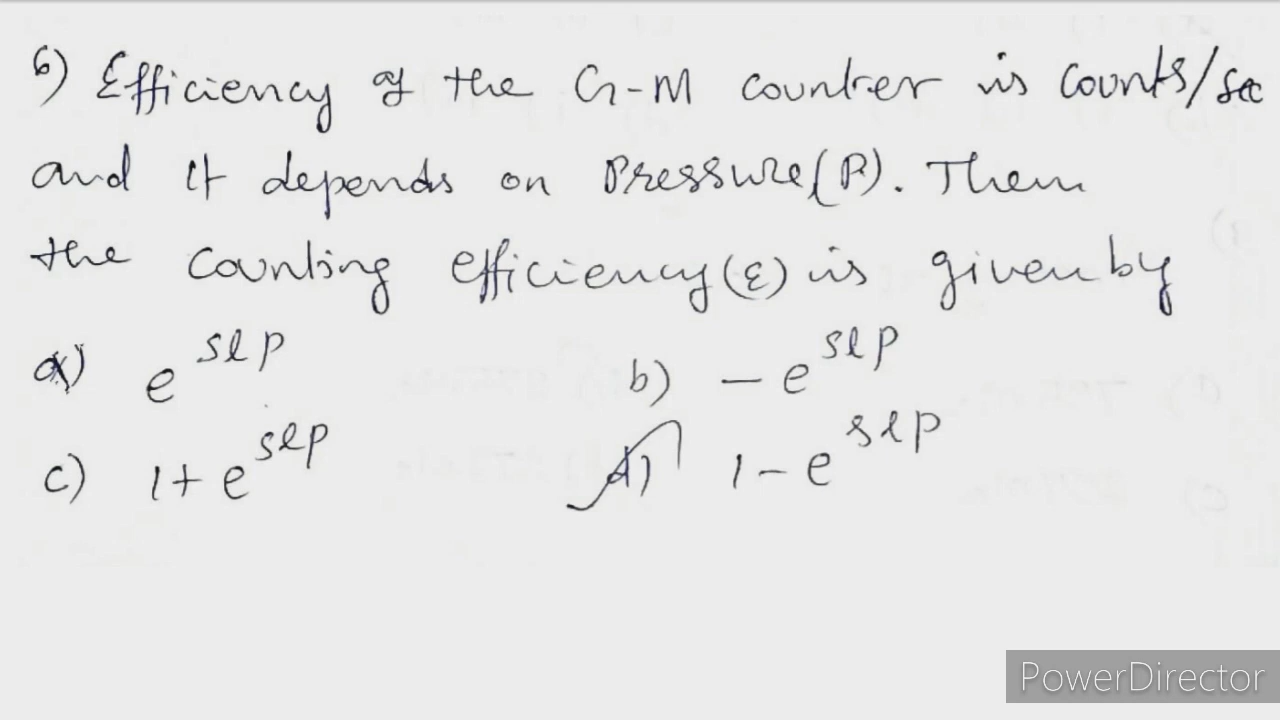 6) Efficiency of the G-M counter is counts/sec
and it depends on Pressure(P). Then
the counting efficiency(ε) is given by
a) e^slp b) - e^slp
c) 1+ e^slp d) 1- e^slp
PowerDirector